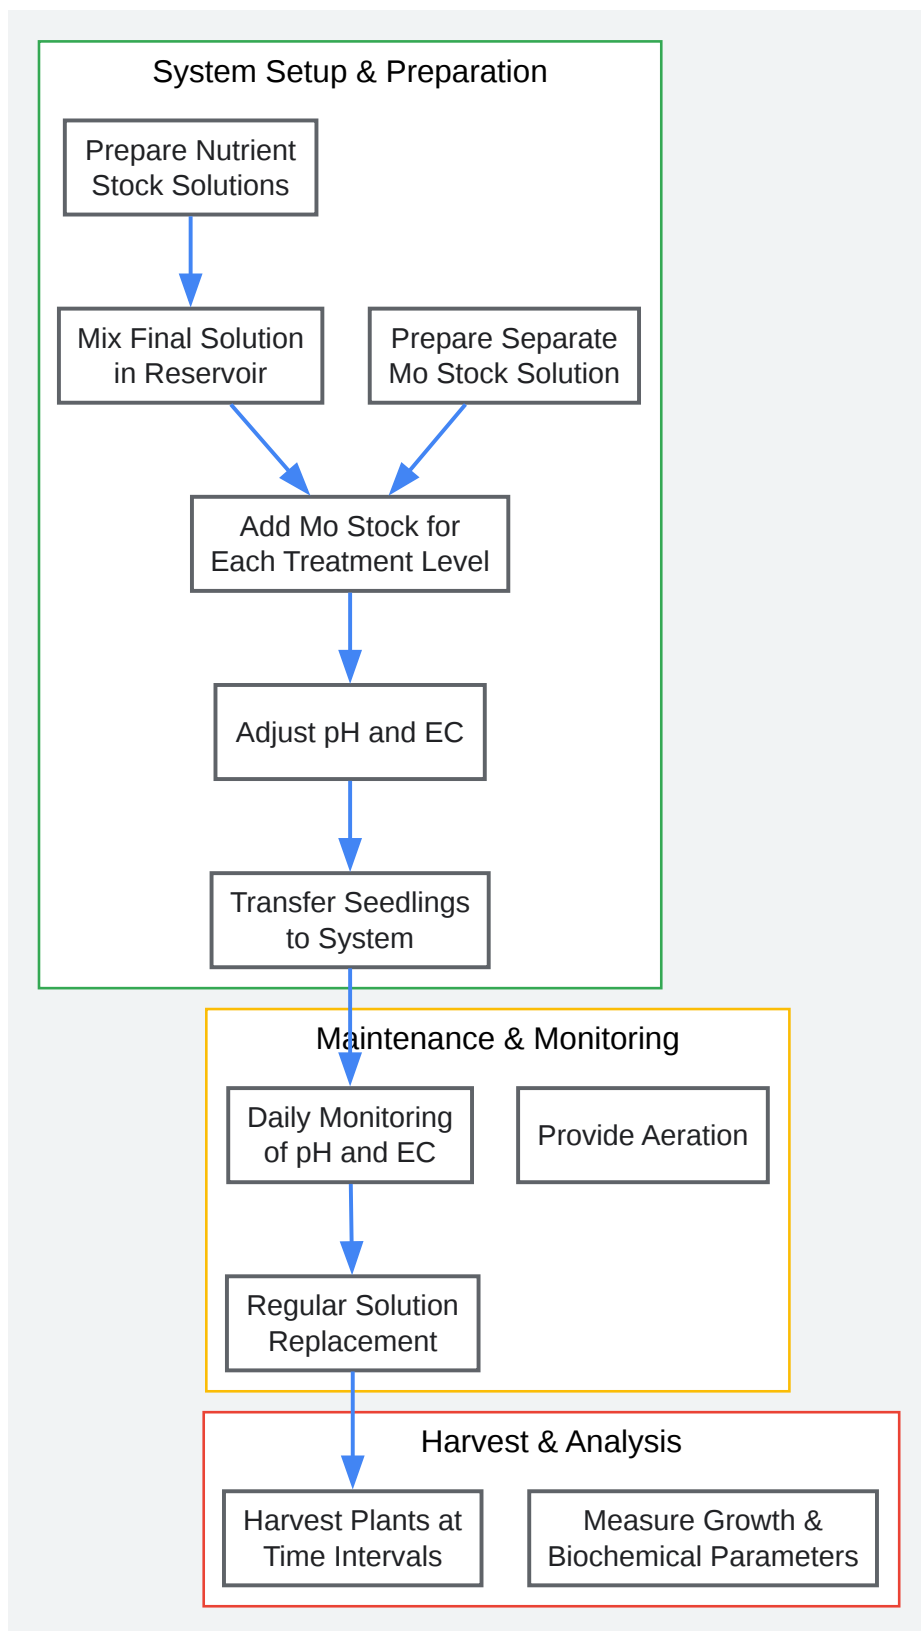 System Setup & Preparation
Prepare Nutrient
Stock Solutions
Mix Final Solution
in Reservoir
Prepare Separate
Mo Stock Solution
Add Mo Stock for
Each Treatment Level
Adjust pH and EC
Transfer Seedlings
to System
Maintenance & Monitoring
Daily Monitoring
of pH and EC
Provide Aeration
Regular Solution
Replacement
Harvest & Analysis
Harvest Plants at
Time Intervals
Measure Growth &
Biochemical Parameters